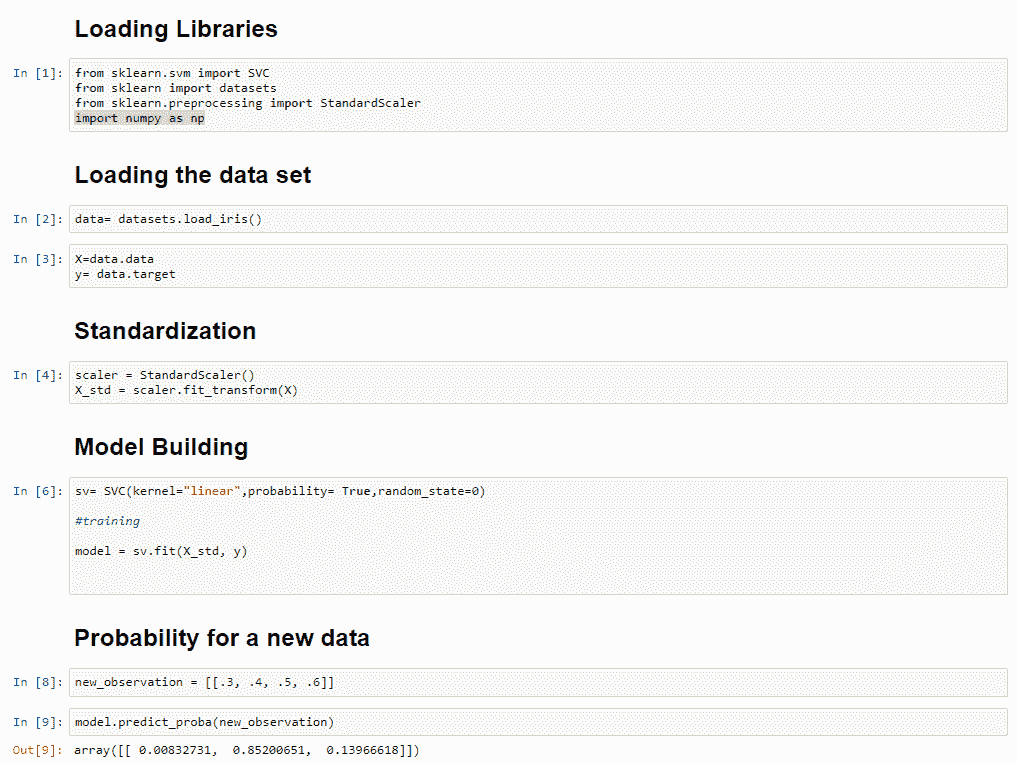 Loading Libraries
In [1]:
from sklearn.svm import SVC
from sklearn import datasets
from sklearn.preprocessing import StandardScaler
import numpy as np
Loading the data set
In [2]:
data= datasets.load_iris()
In [3]:
X=data.data
y= data.target
Standardization
In [4]:
scaler = StandardScaler()
X_std = scaler.fit_transform(X)
Model Building
In [6]:
sv= SVC(kernel="linear",probability= True,random_state=0)
#training
model = sv.fit(X_std, y)
Probability for a new data
In [8]:
new_observation = [[.3, .4, .5, .6]]
In [9]:
model.predict_proba(new_observation)
Out[9]:
array([[ 0.00832731,  0.85200651,  0.13966618]])